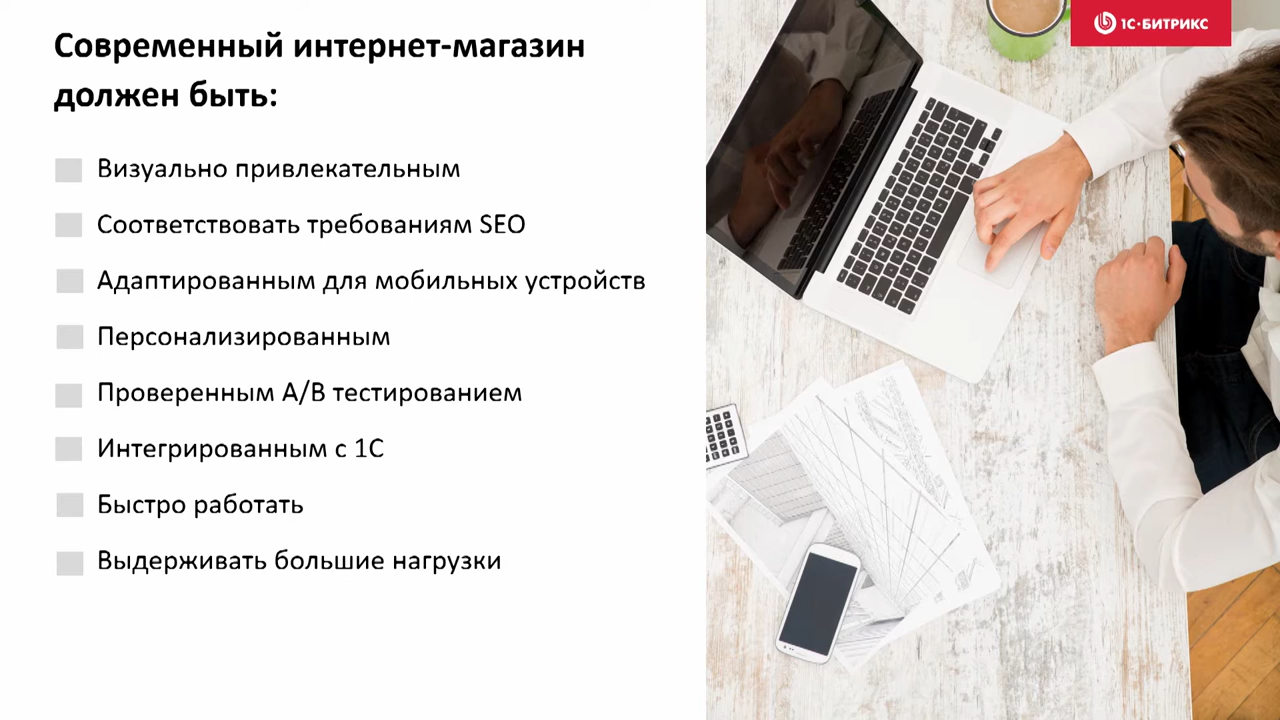 Современный интернет-магазин
должен быть:
1С·БИТРИКС
Визуально привлекательным
Соответствовать требованиям SEO
Адаптированным для мобильных устройств
Персонализированным
Проверенным A/B тестированием
Интегрированным с 1С
Быстро работать
Выдерживать большие нагрузки